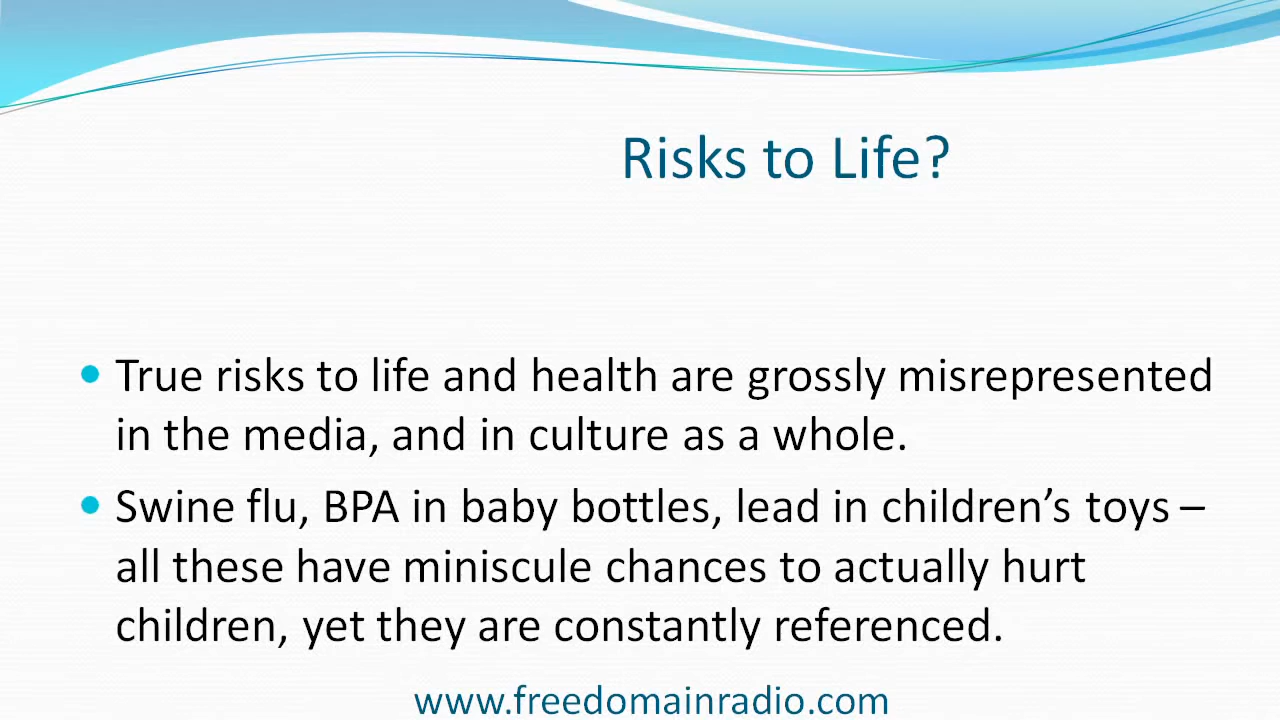 Risks to Life?
• True risks to life and health are grossly misrepresented
in the media, and in culture as a whole.
• Swine flu, BPA in baby bottles, lead in children’s toys –
all these have miniscule chances to actually hurt
children, yet they are constantly referenced.
www.freedomainradio.com